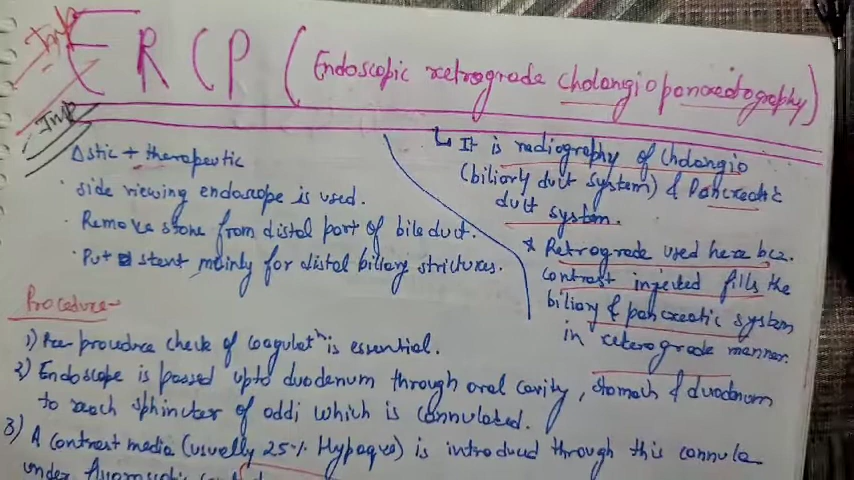 Imp
ERCP (Endoscopic retrograde cholangiopancreatography)
Imp
Δstic + therapeutic
· side viewing endoscope is used.
· Remove stone from distal part of bile duct.
· Put stent mainly for distal biliary strictures.
It is radiography of Cholangio
(biliary duct system) & Pancreatic
duct system.
* Retrograde used here bcz.
contrast injected fills the
biliary & pancreatic system
in reterograde manner.
Procedure
1) Pre procedure check of coagulatⁿ is essential.
2) Endoscope is passed upto duodenum through oral cavity, stomach & duodenum
to reach sphincter of oddi which is cannulated.
3) A contrast media (usually 25% Hypaque) is introduced through this cannula
under